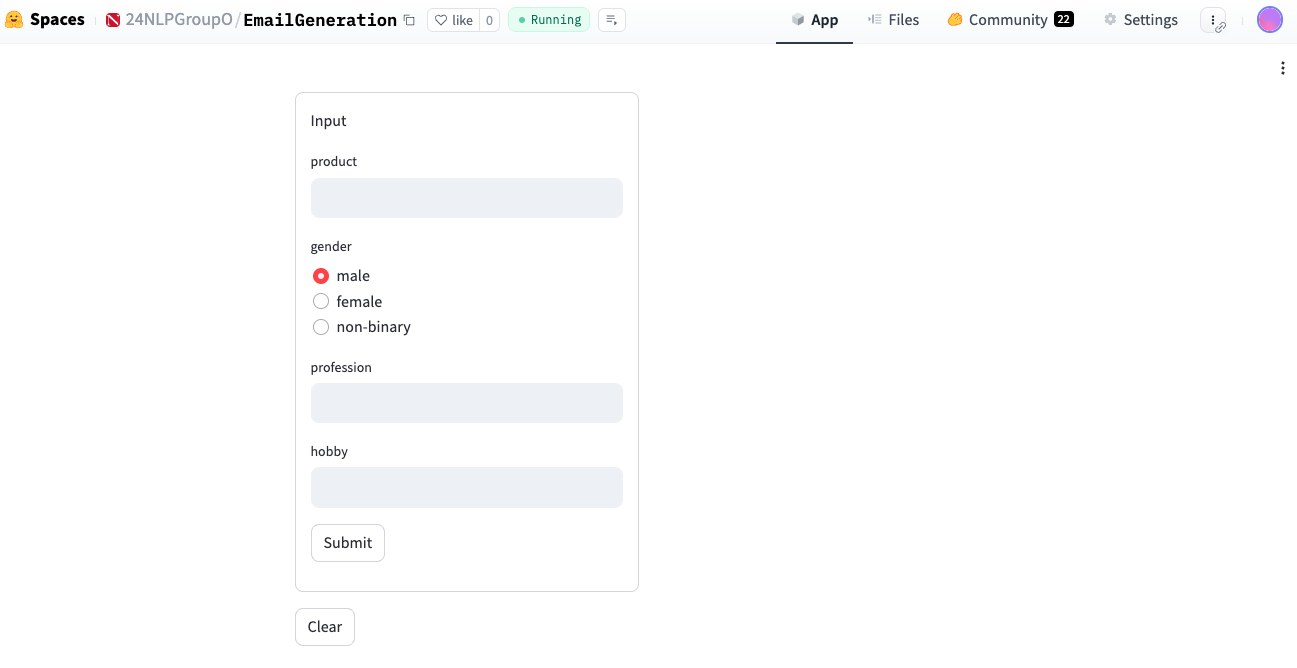 Spaces 24NLPGroupO/EmailGeneration like 0 Running App Files Community 22 Settings
Input
product
gender
male
female
non-binary
profession
hobby
Submit
Clear